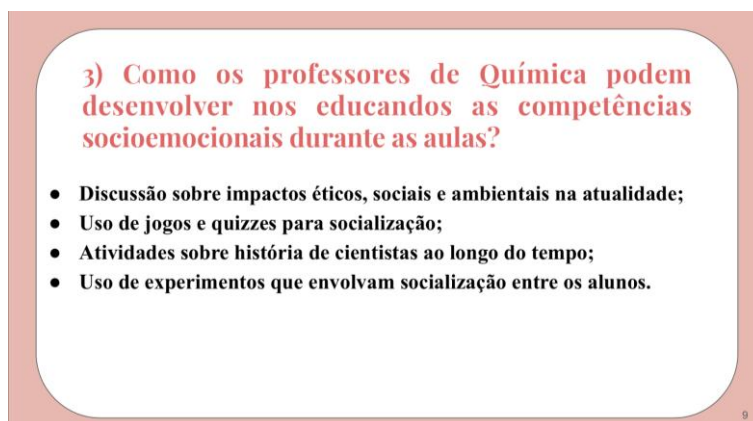 3) Como os professores de Química podem
desenvolver nos educandos as competências
socioemocionais durante as aulas?
● Discussão sobre impactos éticos, sociais e ambientais na atualidade;
● Uso de jogos e quizzes para socialização;
● Atividades sobre história de cientistas ao longo do tempo;
● Uso de experimentos que envolvam socialização entre os alunos.
9